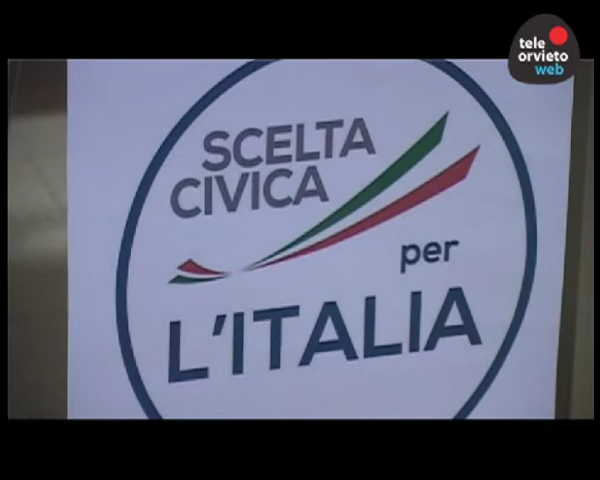 tele
orvieto
web
SCELTA
CIVICA
per
L'ITALIA